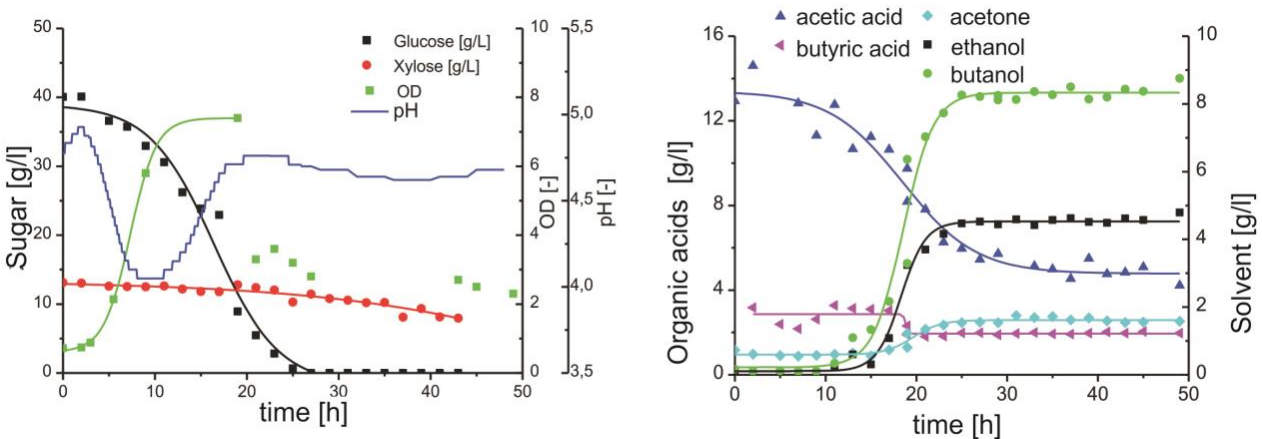 50
40
30
20
10
0
Sugar [g/l]
0
10
20
30
40
50
time [h]
Glucose [g/L]
Xylose [g/L]
OD
pH
10
8
6
4
2
0
OD [-]
5,5
5,0
4,5
4,0
3,5
pH [-]
acetic acid
acetone
butyric acid
ethanol
butanol
16
12
8
4
0
Organic acids [g/l]
0
10
20
30
40
50
time [h]
10
8
6
4
2
0
Solvent [g/l]